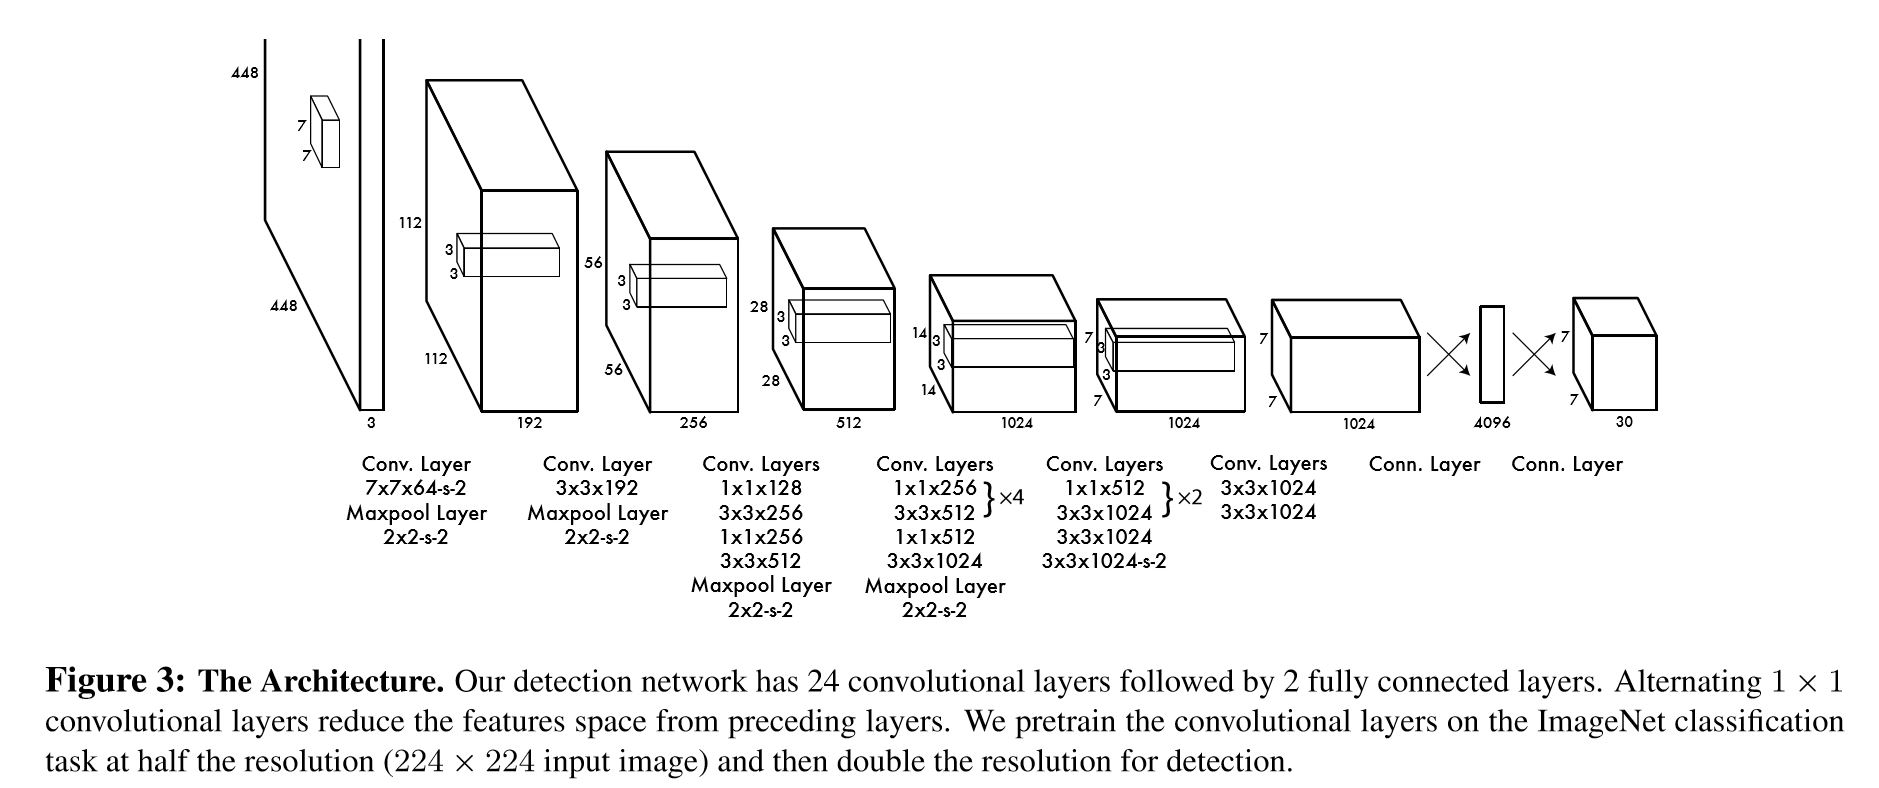 448
7
7
448
3
112
3
3
112
192
56
3
3
56
256
28
3
3
28
512
14
3
3
14
1024
7
3
3
7
1024
7
7
1024
4096
7
7
30
Conv. Layer
7x7x64-s-2
Maxpool Layer
2x2-s-2
Conv. Layer
3x3x192
Maxpool Layer
2x2-s-2
Conv. Layers
1x1x128
3x3x256
1x1x256
3x3x512
Maxpool Layer
2x2-s-2
Conv. Layers
1x1x256
3x3x512
}×4
1x1x512
3x3x1024
Maxpool Layer
2x2-s-2
Conv. Layers
1x1x512
3x3x1024
}×2
3x3x1024
3x3x1024-s-2
Conv. Layers
3x3x1024
3x3x1024
Conn. Layer
Conn. Layer
Figure 3: The Architecture. Our detection network has 24 convolutional layers followed by 2 fully connected layers. Alternating 1 × 1
convolutional layers reduce the features space from preceding layers. We pretrain the convolutional layers on the ImageNet classification
task at half the resolution (224 × 224 input image) and then double the resolution for detection.